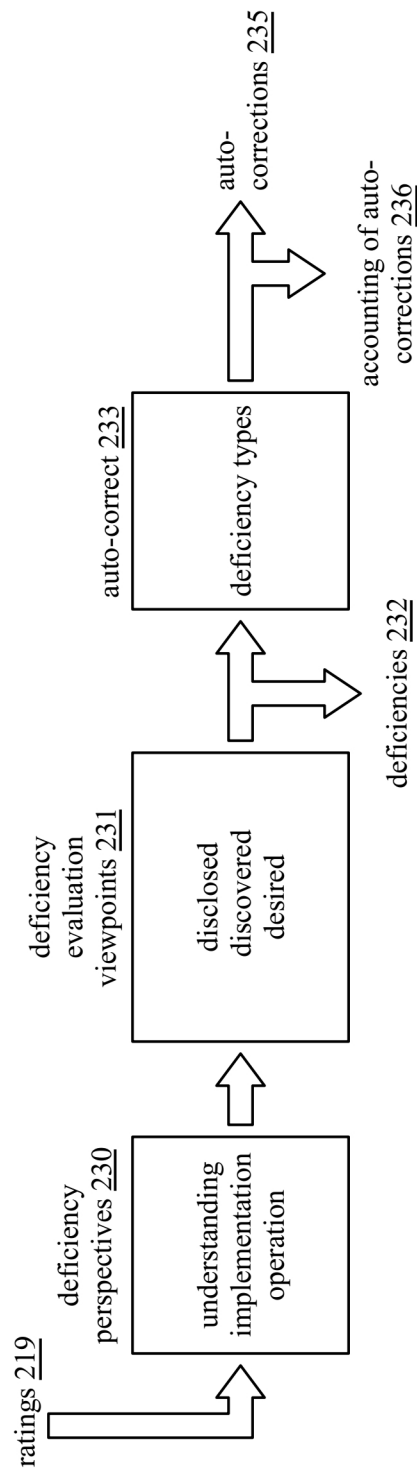 ratings 219
deficiency
perspectives 230
understanding
implementation
operation
deficiency
evaluation
viewpoints 231
disclosed
discovered
desired
deficiencies 232
auto-correct 233
deficiency types
auto-
corrections 235
accounting of auto-
corrections 236